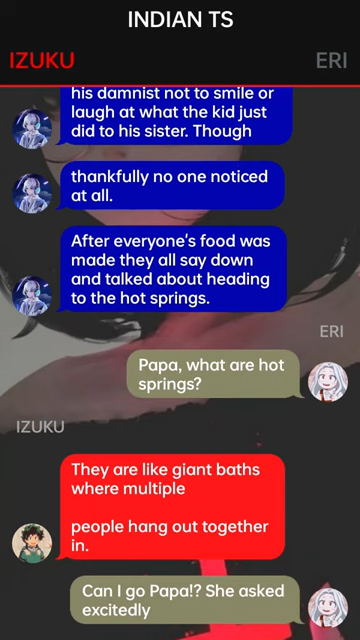 INDIAN TS
IZUKU
ERI
his damnist not to smile or
laugh at what the kid just
did to his sister. Though
thankfully no one noticed
at all.
After everyone's food was
made they all say down
and talked about heading
to the hot springs.
ERI
Papa, what are hot
springs?
IZUKU
They are like giant baths
where multiple
people hang out together
in.
Can I go Papa!? She asked
excitedly